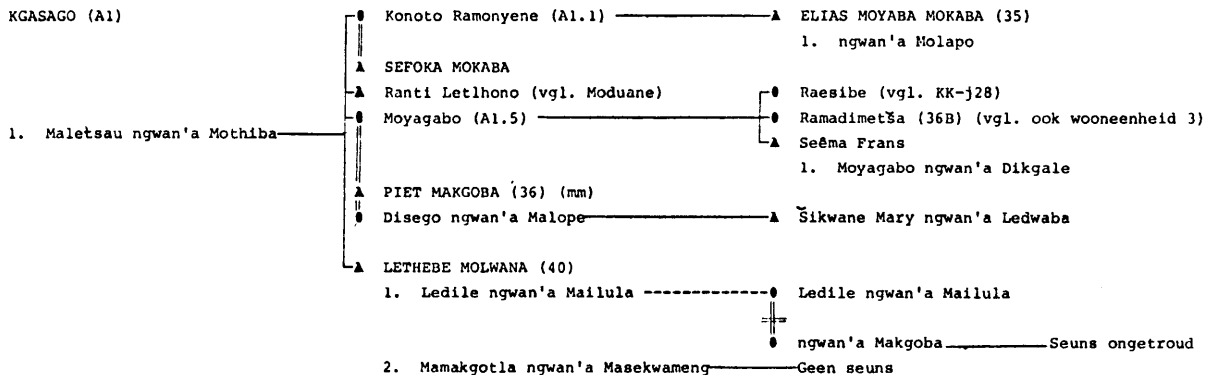 KGASAGO (A1) Konoto Ramonyene (A1.1) ELIAS MOYABA MOKABA (35)
1. ngwan'a Molapo
SEFOKA MOKABA
Ranti Letlhono (vgl. Moduane) Raesibe (vgl. KK-j28)
1. Maletsau ngwan'a Mothiba Moyagabo (A1.5) Ramadimetša (36B) (vgl. ook wooneenheid 3)
Seêma Frans
1. Moyagabo ngwan'a Dikgale
PIET MAKGOBA (36) (mm)
Disego ngwan'a Malope Šikwane Mary ngwan'a Ledwaba
LETHEBE MOLWANA (40)
1. Ledile ngwan'a Mailula Ledile ngwan'a Mailula
ngwan'a Makgoba Seuns ongetroud
2. Mamakgotla ngwan'a Masekwameng Geen seuns